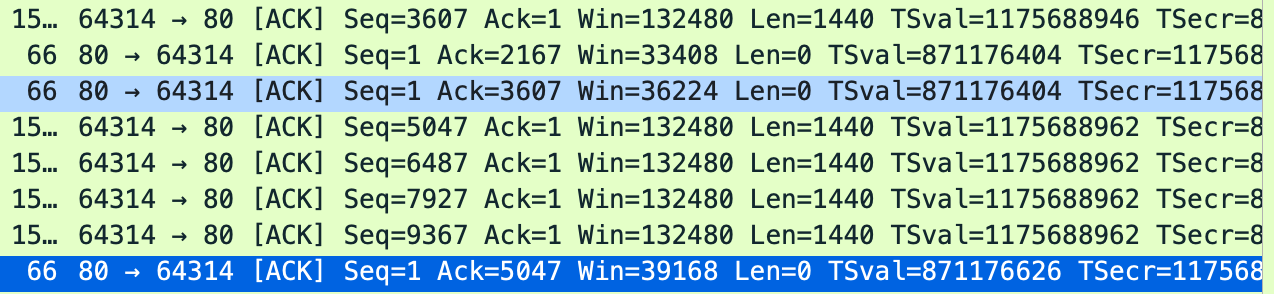 15… 64314 → 80 [ACK] Seq=3607 Ack=1 Win=132480 Len=1440 TSval=1175688946 TSecr=8
66 80 → 64314 [ACK] Seq=1 Ack=2167 Win=33408 Len=0 TSval=871176404 TSecr=117568
66 80 → 64314 [ACK] Seq=1 Ack=3607 Win=36224 Len=0 TSval=871176404 TSecr=117568
15… 64314 → 80 [ACK] Seq=5047 Ack=1 Win=132480 Len=1440 TSval=1175688962 TSecr=8
15… 64314 → 80 [ACK] Seq=6487 Ack=1 Win=132480 Len=1440 TSval=1175688962 TSecr=8
15… 64314 → 80 [ACK] Seq=7927 Ack=1 Win=132480 Len=1440 TSval=1175688962 TSecr=8
15… 64314 → 80 [ACK] Seq=9367 Ack=1 Win=132480 Len=1440 TSval=1175688962 TSecr=8
66 80 → 64314 [ACK] Seq=1 Ack=5047 Win=39168 Len=0 TSval=871176626 TSecr=117568